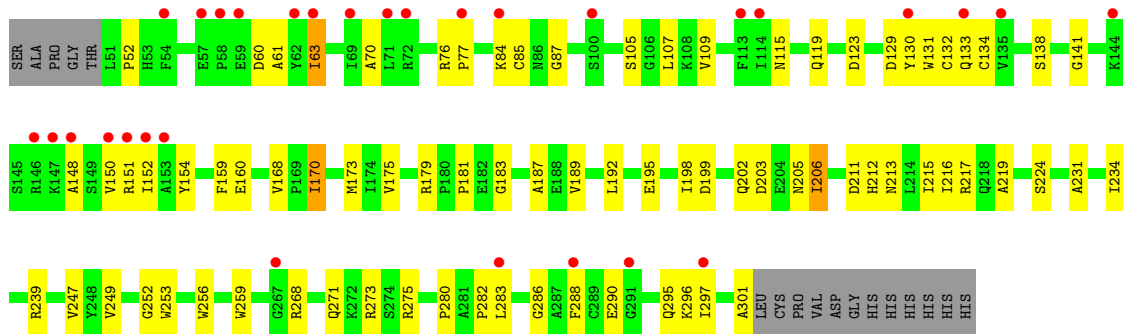 SER ALA PRO GLY THR L51 P52 H53 F54 E57 P58 E59 D60 A61 Y62 I63 I69 A70 L71 R72 R76 P77 K84 C85 N86 G87 S100 S105 G106 L107 K108 V109 F113 I114 N115 Q119 D123 D129 Y130 W131 C132 Q133 C134 V135 S138 G141 K144
S145 R146 K147 A148 S149 V150 R151 I152 A153 Y154 F159 E160 V168 P169 I170 M173 I174 V175 R179 P180 P181 E182 G183 A187 E188 V189 L192 E195 I198 D199 Q202 D203 E204 N205 I206 D211 H212 N213 L214 I215 I216 R217 Q218 A219 S224 A231 I234
R239 V247 Y248 V249 G252 W253 W256 W259 G267 R268 Q271 K272 R273 S274 R275 P280 A281 P282 L283 G286 A287 F288 C289 E290 G291 Q295 K296 I297 A301 LEU CYS PRO VAL ASP GLY HIS HIS HIS HIS HIS HIS